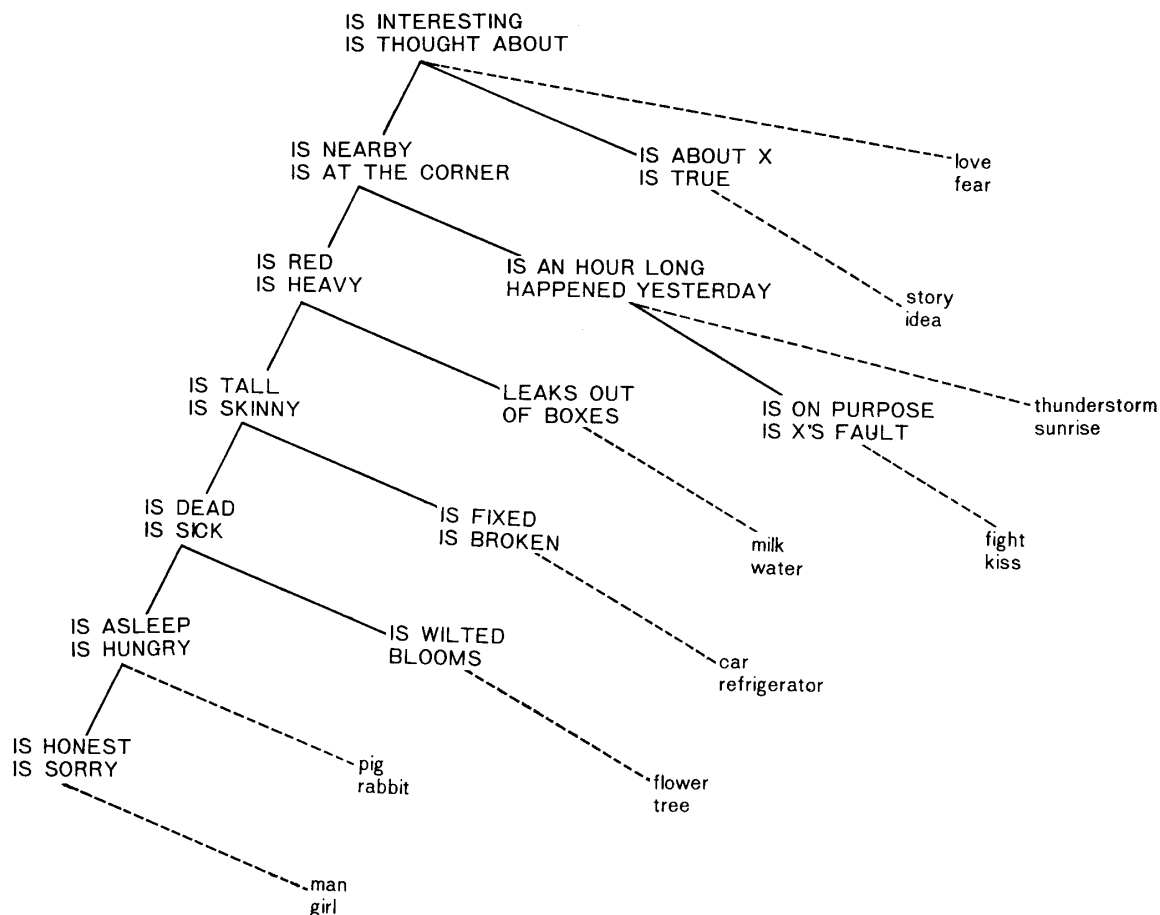 IS INTERESTING
IS THOUGHT ABOUT
IS NEARBY
IS AT THE CORNER
IS ABOUT X
IS TRUE
love
fear
IS RED
IS HEAVY
IS AN HOUR LONG
HAPPENED YESTERDAY
story
idea
IS TALL
IS SKINNY
LEAKS OUT
OF BOXES
IS ON PURPOSE
IS X'S FAULT
thunderstorm
sunrise
IS DEAD
IS SICK
IS FIXED
IS BROKEN
milk
water
fight
kiss
IS ASLEEP
IS HUNGRY
IS WILTED
BLOOMS
car
refrigerator
IS HONEST
IS SORRY
pig
rabbit
flower
tree
man
girl